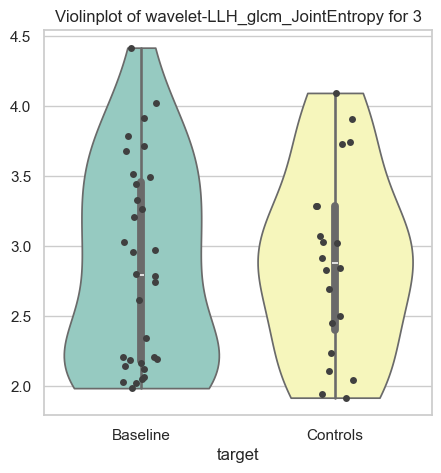 Violinplot of wavelet-LLH_glcm_JointEntropy for 3
4.5
4.0
3.5
3.0
2.5
2.0
Baseline
Controls
target